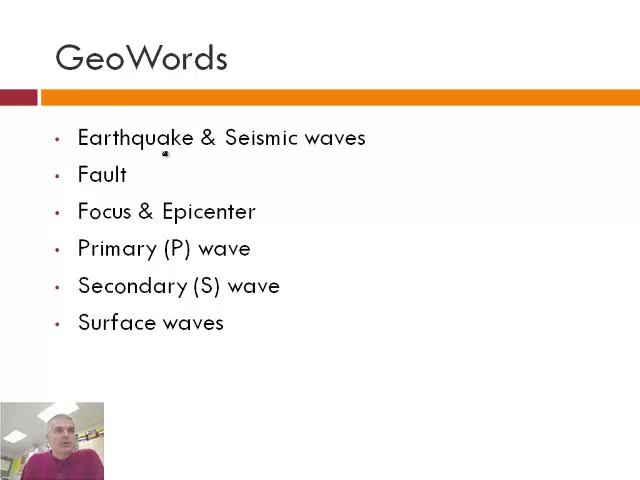 GeoWords
• Earthquake & Seismic waves
• Fault
• Focus & Epicenter
• Primary (P) wave
• Secondary (S) wave
• Surface waves